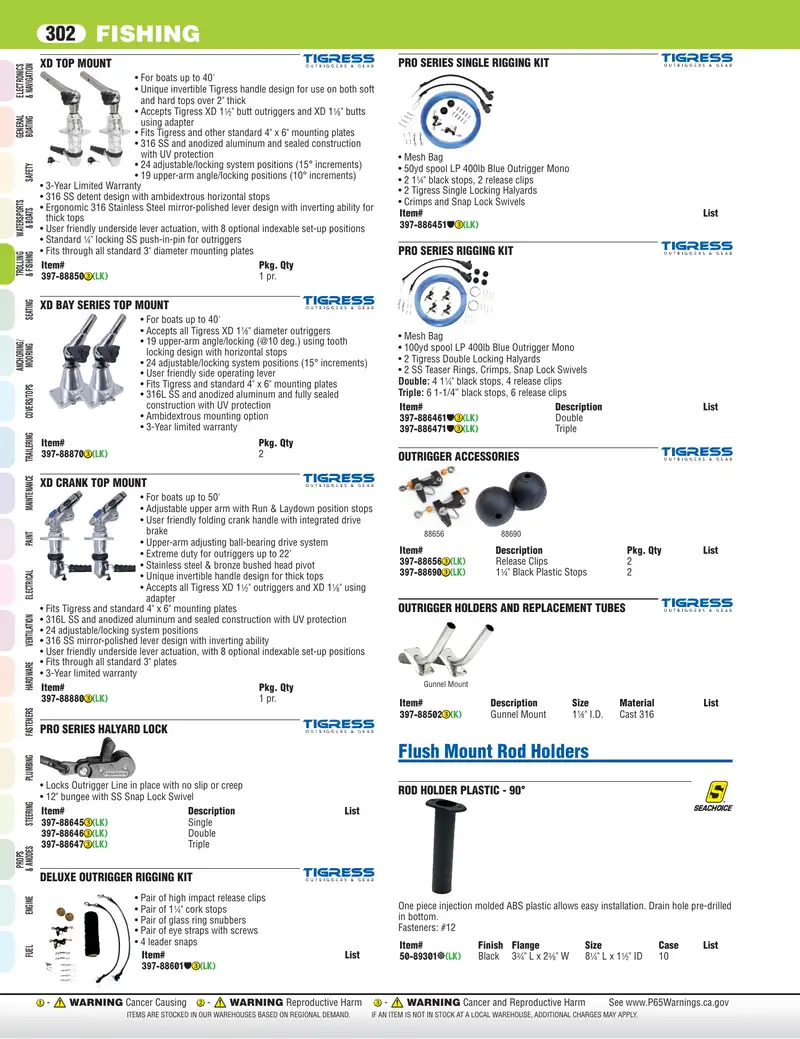 302 FISHING
ELECTRONICS
& NAVIGATION
GENERAL
BOATING
SAFETY
WATERSPORTS
& BOATS
TROLLING
& FISHING
SEATING
ANCHORING/
MOORING
COVERS/TOPS
TRAILERING
MAINTENANCE
PAINT
ELECTRICAL
VENTILATION
HARDWARE
FASTENERS
PLUMBING
STEERING
PROPS
& ANODES
ENGINE
FUEL
XD TOP MOUNT
TIGRESS
OUTRIGGERS & GEAR
• For boats up to 40'
• Unique invertible Tigress handle design for use on both soft
and hard tops over 2" thick
• Accepts Tigress XD 1½" butt outriggers and XD 1⅛" butts
using adapter
• Fits Tigress and other standard 4" x 6" mounting plates
• 316 SS and anodized aluminum and sealed construction
with UV protection
• 24 adjustable/locking system positions (15° increments)
• 19 upper-arm angle/locking positions (10° increments)
• 3-Year Limited Warranty
• 316 SS detent design with ambidextrous horizontal stops
• Ergonomic 316 Stainless Steel mirror-polished lever design with inverting ability for
thick tops
• User friendly underside lever actuation, with 8 optional indexable set-up positions
• Standard ¼" locking SS push-in-pin for outriggers
• Fits through all standard 3" diameter mounting plates
Item# Pkg. Qty
397-88850 3 (LK) 1 pr.
XD BAY SERIES TOP MOUNT
TIGRESS
OUTRIGGERS & GEAR
• For boats up to 40'
• Accepts all Tigress XD 1⅛" diameter outriggers
• 19 upper-arm angle/locking (@10 deg.) using tooth
locking design with horizontal stops
• 24 adjustable/locking system positions (15° increments)
• User friendly side operating lever
• Fits Tigress and standard 4" x 6" mounting plates
• 316L SS and anodized aluminum and fully sealed
construction with UV protection
• Ambidextrous mounting option
• 3-Year limited warranty
Item# Pkg. Qty
397-88870 3 (LK) 2
XD CRANK TOP MOUNT
TIGRESS
OUTRIGGERS & GEAR
• For boats up to 50'
• Adjustable upper arm with Run & Laydown position stops
• User friendly folding crank handle with integrated drive
brake
• Upper-arm adjusting ball-bearing drive system
• Extreme duty for outriggers up to 22'
• Stainless steel & bronze bushed head pivot
• Unique invertible handle design for thick tops
• Accepts all Tigress XD 1½" outriggers and XD 1⅛" using
adapter
• Fits Tigress and standard 4" x 6" mounting plates
• 316L SS and anodized aluminum and sealed construction with UV protection
• 24 adjustable/locking system positions
• 316 SS mirror-polished lever design with inverting ability
• User friendly underside lever actuation, with 8 optional indexable set-up positions
• Fits through all standard 3" plates
• 3-Year limited warranty
Item# Pkg. Qty
397-88880 3 (LK) 1 pr.
PRO SERIES HALYARD LOCK
TIGRESS
OUTRIGGERS & GEAR
• Locks Outrigger Line in place with no slip or creep
• 12" bungee with SS Snap Lock Swivel
Item# Description List
397-88645 3 (LK) Single
397-88646 3 (LK) Double
397-88647 3 (LK) Triple
DELUXE OUTRIGGER RIGGING KIT
TIGRESS
OUTRIGGERS & GEAR
• Pair of high impact release clips
• Pair of 1¼" cork stops
• Pair of glass ring snubbers
• Pair of eye straps with screws
• 4 leader snaps
Item# List
397-88601 3 (LK)
PRO SERIES SINGLE RIGGING KIT
TIGRESS
OUTRIGGERS & GEAR
• Mesh Bag
• 50yd spool LP 400lb Blue Outrigger Mono
• 2 1¼" black stops, 2 release clips
• 2 Tigress Single Locking Halyards
• Crimps and Snap Lock Swivels
Item# List
397-886451 3 (LK)
PRO SERIES RIGGING KIT
TIGRESS
OUTRIGGERS & GEAR
• Mesh Bag
• 100yd spool LP 400lb Blue Outrigger Mono
• 2 Tigress Double Locking Halyards
• 2 SS Teaser Rings, Crimps, Snap Lock Swivels
Double: 4 1¼" black stops, 4 release clips
Triple: 6 1-1/4" black stops, 6 release clips
Item# Description List
397-886461 3 (LK) Double
397-886471 3 (LK) Triple
OUTRIGGER ACCESSORIES
TIGRESS
OUTRIGGERS & GEAR
88656 88690
Item# Description Pkg. Qty List
397-88656 3 (LK) Release Clips 2
397-88690 3 (LK) 1¼" Black Plastic Stops 2
OUTRIGGER HOLDERS AND REPLACEMENT TUBES
TIGRESS
OUTRIGGERS & GEAR
Gunnel Mount
Item# Description Size Material List
397-88502 3 (K) Gunnel Mount 1⅛" I.D. Cast 316
Flush Mount Rod Holders
ROD HOLDER PLASTIC - 90°
S
SEACHOICE
One piece injection molded ABS plastic allows easy installation. Drain hole pre-drilled
in bottom.
Fasteners: #12
Item# Finish Flange Size Case List
50-89301 (LK) Black 3¾" L x 2⅝" W 8¼" L x 1½" ID 10
1 - WARNING Cancer Causing 2 - WARNING Reproductive Harm 3 - WARNING Cancer and Reproductive Harm See www.P65Warnings.ca.gov
ITEMS ARE STOCKED IN OUR WAREHOUSES BASED ON REGIONAL DEMAND. IF AN ITEM IS NOT IN STOCK AT A LOCAL WAREHOUSE, ADDITIONAL CHARGES MAY APPLY.